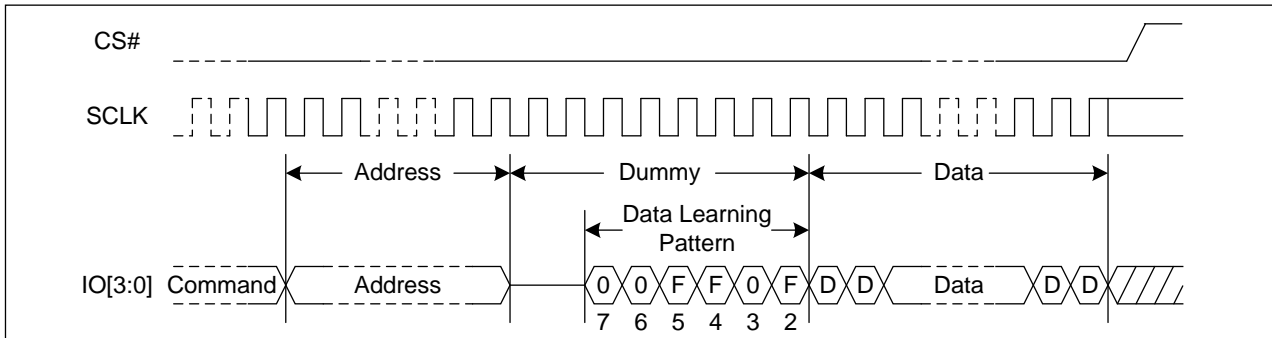 CS#
SCLK
Address Dummy Data
Data Learning
Pattern
IO[3:0] Command Address 0 0 F F 0 F D D Data D D
7 6 5 4 3 2